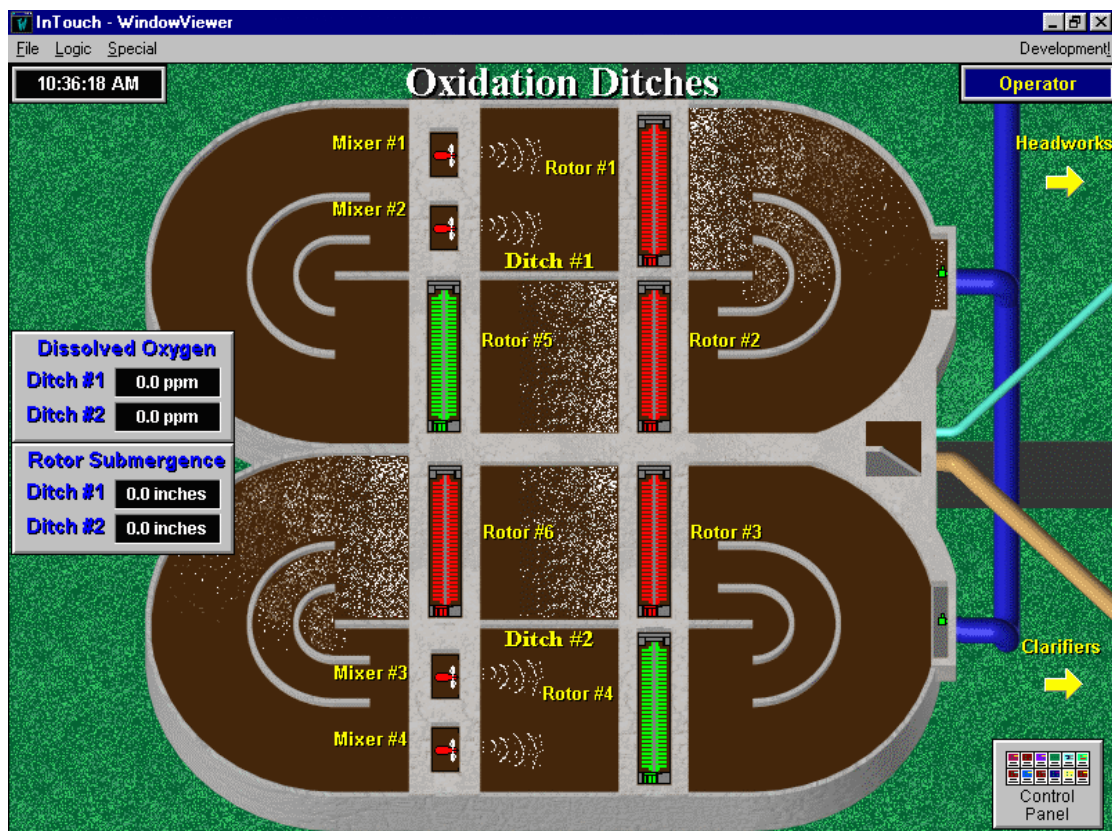 InTouch - WindowViewer
File Logic Special Development!
10:36:18 AM
Oxidation Ditches
Operator
Mixer #1
Rotor #1
Headworks
Mixer #2
Ditch #1
Rotor #5
Rotor #2
Dissolved Oxygen
Ditch #1 0.0 ppm
Ditch #2 0.0 ppm
Rotor Submergence
Ditch #1 0.0 inches
Ditch #2 0.0 inches
Rotor #6
Rotor #3
Ditch #2
Clarifiers
Mixer #3
Rotor #4
Mixer #4
Control
Panel